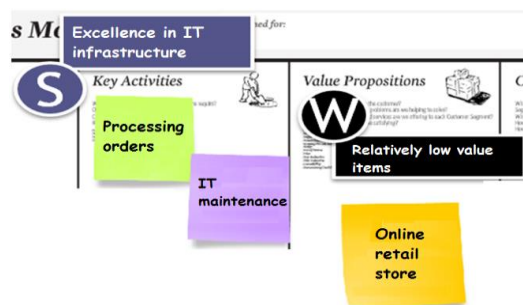 s Mo
ned for:
Excellence in IT
infrastructure
S
Key Activities
Value Propositions
C
W
Processing
orders
IT
maintenance
Relatively low value
items
Online
retail
store